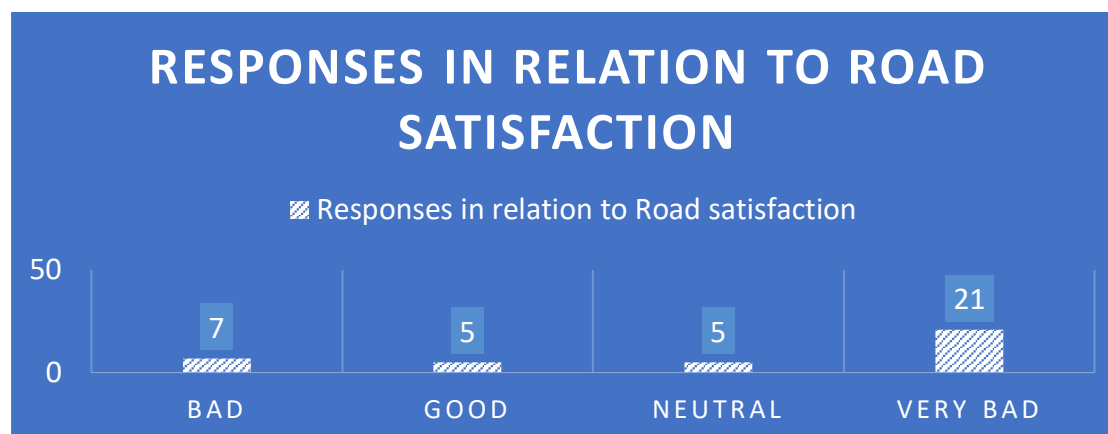 RESPONSES IN RELATION TO ROAD
SATISFACTION
Responses in relation to Road satisfaction
50
0
7
5
5
21
BAD
GOOD
NEUTRAL
VERY BAD